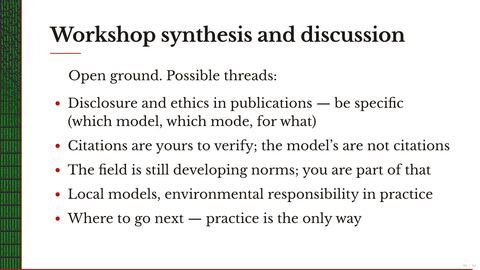 Workshop synthesis and discussion
Open ground. Possible threads:
• Disclosure and ethics in publications — be specific
(which model, which mode, for what)
• Citations are yours to verify; the model’s are not citations
• The field is still developing norms; you are part of that
• Local models, environmental responsibility in practice
• Where to go next — practice is the only way